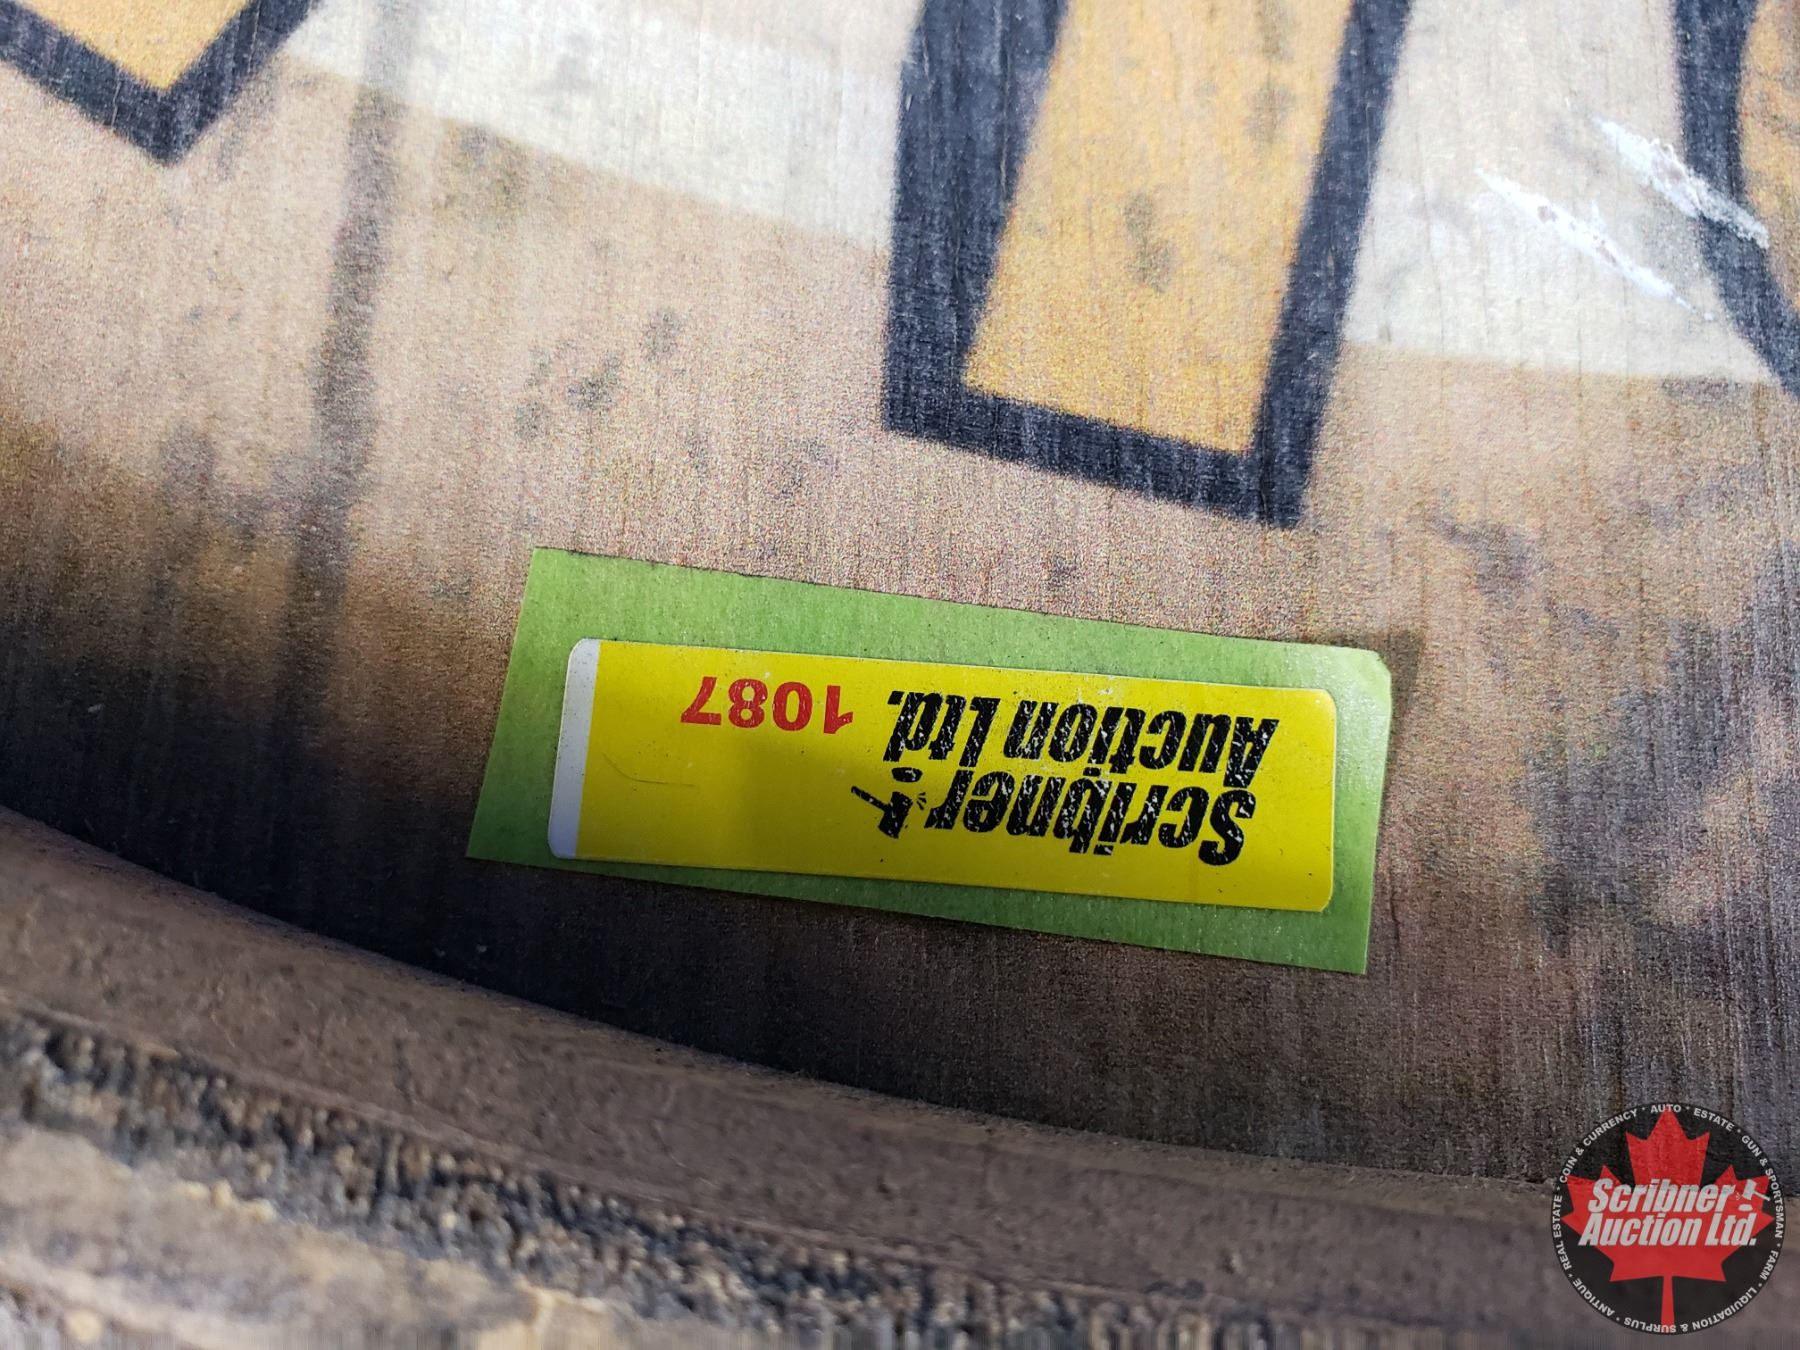 Scribner
Auction Ltd.
1087
REAL ESTATE • COIN & CURRENCY • AUTO • ESTATE • GUN & SPORTSMAN • FARM • LIQUIDATION & SURPLUS • ANTIQUE •
Scribner
Auction Ltd.